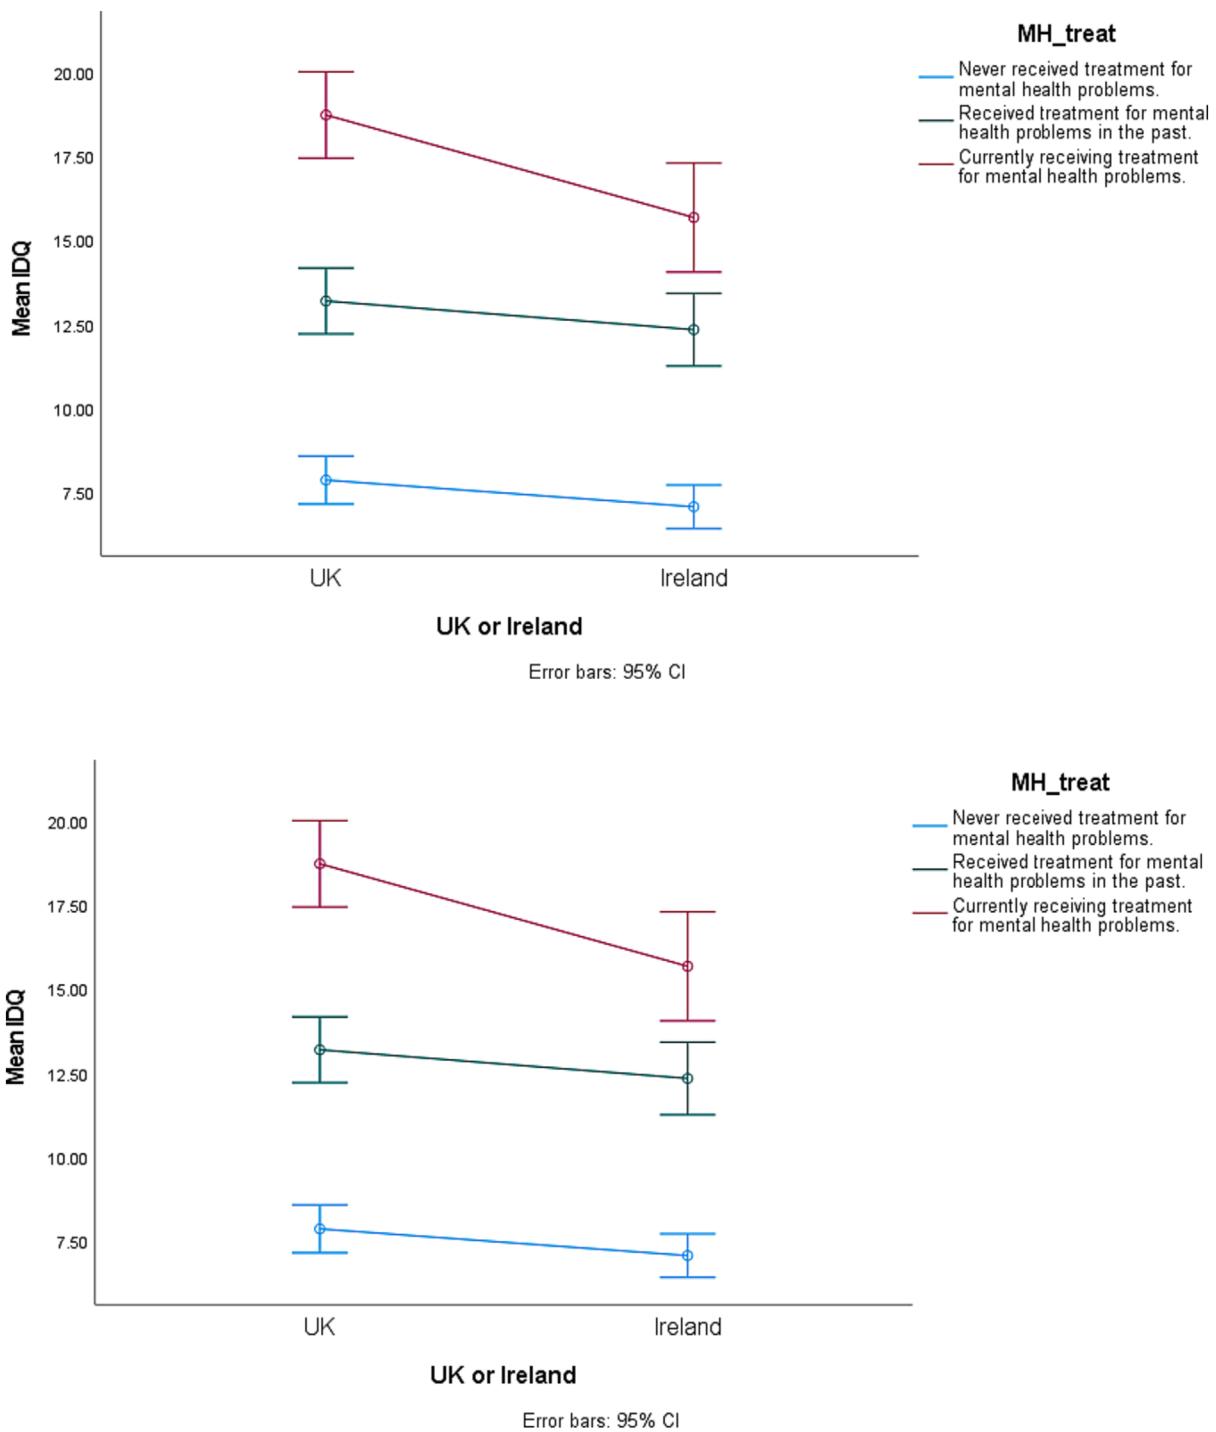 MH_treat
Never received treatment for
mental health problems.
Received treatment for mental
health problems in the past.
Currently receiving treatment
for mental health problems.
20.00
17.50
15.00
12.50
10.00
7.50
Mean IDQ
UK
Ireland
UK or Ireland
Error bars: 95% CI
MH_treat
Never received treatment for
mental health problems.
Received treatment for mental
health problems in the past.
Currently receiving treatment
for mental health problems.
20.00
17.50
15.00
12.50
10.00
7.50
Mean IDQ
UK
Ireland
UK or Ireland
Error bars: 95% CI